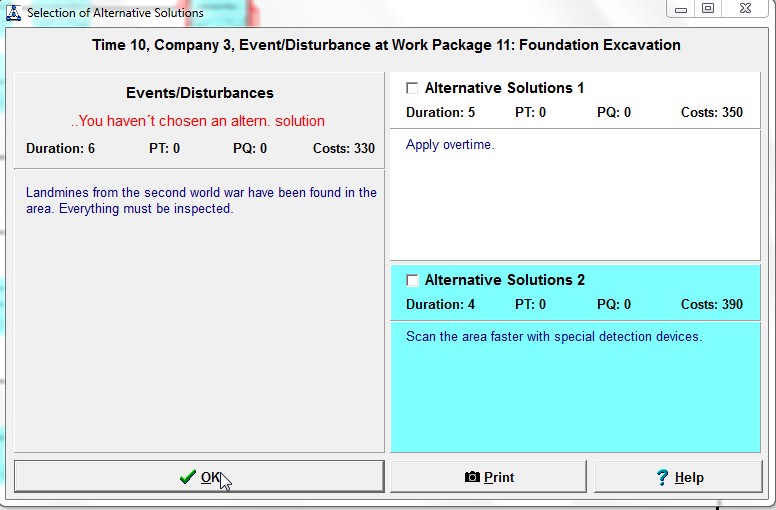 Selection of Alternative Solutions
Time 10, Company 3, Event/Disturbance at Work Package 11: Foundation Excavation
Events/Disturbances
..You haven´t chosen an altern. solution
Duration: 6 PT: 0 PQ: 0 Costs: 330
Landmines from the second world war have been found in the
area. Everything must be inspected.
Alternative Solutions 1
Duration: 5 PT: 0 PQ: 0 Costs: 350
Apply overtime.
Alternative Solutions 2
Duration: 4 PT: 0 PQ: 0 Costs: 390
Scan the area faster with special detection devices.
OK
Print
Help